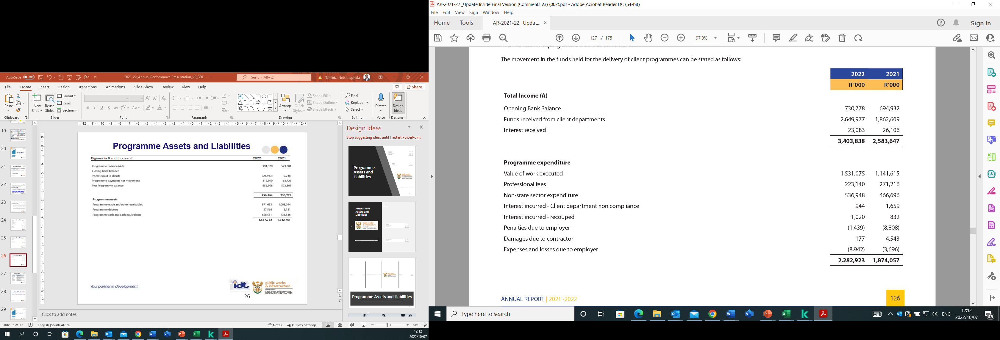 AutoSave Off 2021-22_Annual Performance Presentation_vF_080... Search (Alt+Q) Tshilidzi Netshilaphala
File Home Insert Design Transitions Animations Slide Show Review View Help Share
Paste New Slide Reuse Slides Layout Reset Section
B I U S ab AV Aa
Arrange Quick Styles Shape Fill Shape Outline Shape Effects Find Replace Select Dictate Design Ideas
Clipboard Slides Font Paragraph Drawing Editing Voice Designer
19
20
21
22
23
24
25
26
27
28
29
Programme Assets and Liabilities
Figures in Rand thousand 2022 2021
Programme balance (A-B) 994,320 573,301
Closing bank balance
Interest paid to clients (21,913) (5,248)
Programme payments net movement 315,899 162,725
Plus Programme balance 656,508 573,301
950,494 730,778
Programme assets
Programme trade and other receivables 871,633 1,008,094
Programme debtors 27,568 3,131
Programme cash and cash equivalents 658,551 731,536
1,557,752 1,742,761
Your partner in development.
idt
public works
& infrastructure
Department
Public Works and Infrastructure
REPUBLIC OF SOUTH AFRICA
26
Design Ideas
Stop suggesting ideas until I restart PowerPoint.
Programme
Assets and
Liabilities
Programme
Assets and
Liabilities
Programme Assets and Liabilities
Click to add notes
Slide 26 of 37 English (South Africa) Notes Display Settings 81%
12:12
2022/10/07
AR-2021-22 _Update Inside Final Version (Comments V3) (002).pdf - Adobe Acrobat Reader DC (64-bit)
File Edit View Sign Window Help
Home Tools AR-2021-22 _Updat... × Sign In
127 / 175 97,8%
The movement in the funds held for the delivery of client programmes can be stated as follows:
2022 2021
R'000 R'000
Total Income (A)
Opening Bank Balance 730,778 694,932
Funds received from client departments 2,649,977 1,862,609
Interest received 23,083 26,106
3,403,838 2,583,647
Programme expenditure
Value of work executed 1,531,075 1,141,615
Professional fees 223,140 271,216
Non-state sector expenditure 536,948 466,696
Interest incurred - Client department non compliance 944 1,659
Interest incurred - recouped 1,020 832
Penalties due to employer (1,439) (8,808)
Damages due to contractor 177 4,543
Expenses and losses due to employer (8,942) (3,696)
2,282,923 1,874,057
ANNUAL REPORT | 2021 -2022 126
Type here to search
ENG 12:12
2022/10/07
46